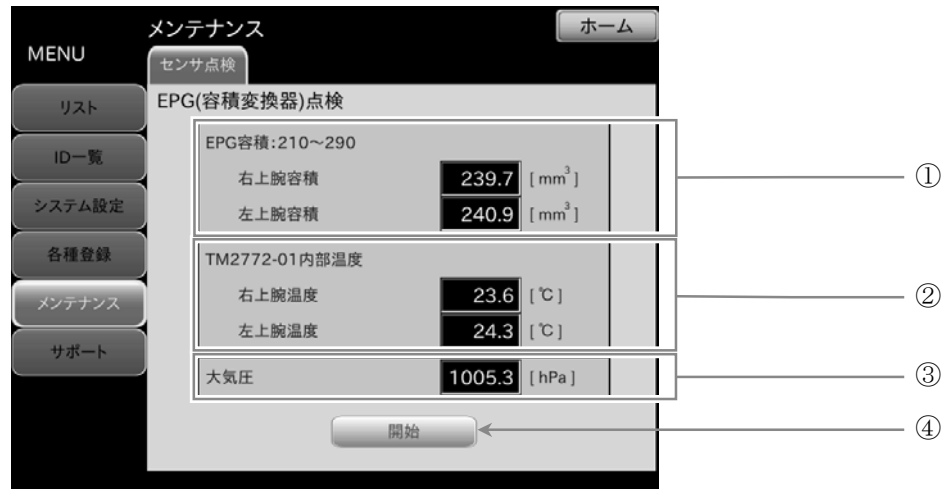 メンテナンス
ホーム
MENU
センサ点検
リスト
ID一覧
システム設定
各種登録
メンテナンス
サポート
EPG(容積変換器)点検
EPG容積:210～290
右上腕容積 239.7 [mm³]
左上腕容積 240.9 [mm³]
TM2772-01内部温度
右上腕温度 23.6 [℃]
左上腕温度 24.3 [℃]
大気圧 1005.3 [hPa]
開始
①
②
③
④